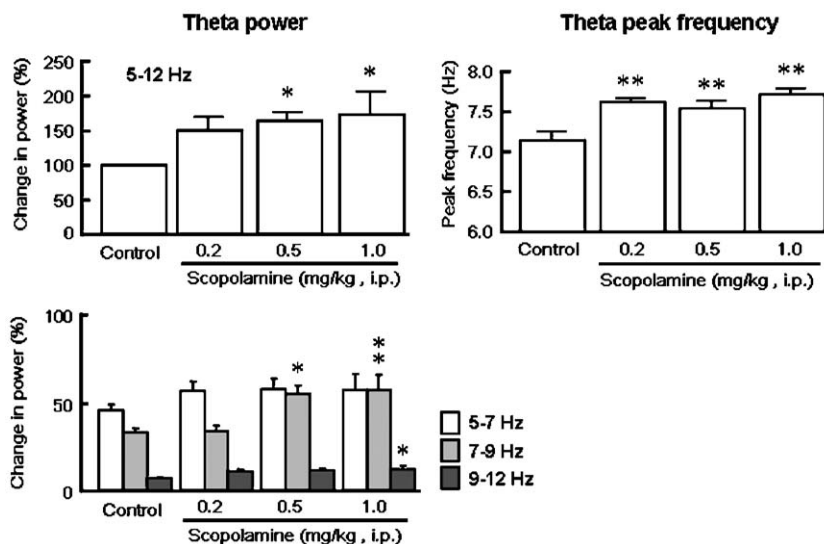 Theta power
Change in power (%)
5-12 Hz
250
200
150
100
50
0
*
*
Control
0.2
0.5
1.0
Scopolamine (mg/kg , i.p.)
Theta peak frequency
Peak frequency (Hz)
8.0
7.5
7.0
6.5
6.0
**
**
**
Control
0.2
0.5
1.0
Scopolamine (mg/kg , i.p.)
Change in power (%)
100
50
0
*
*
*
*
Control
0.2
0.5
1.0
Scopolamine (mg/kg , i.p.)
5-7 Hz
7-9 Hz
9-12 Hz